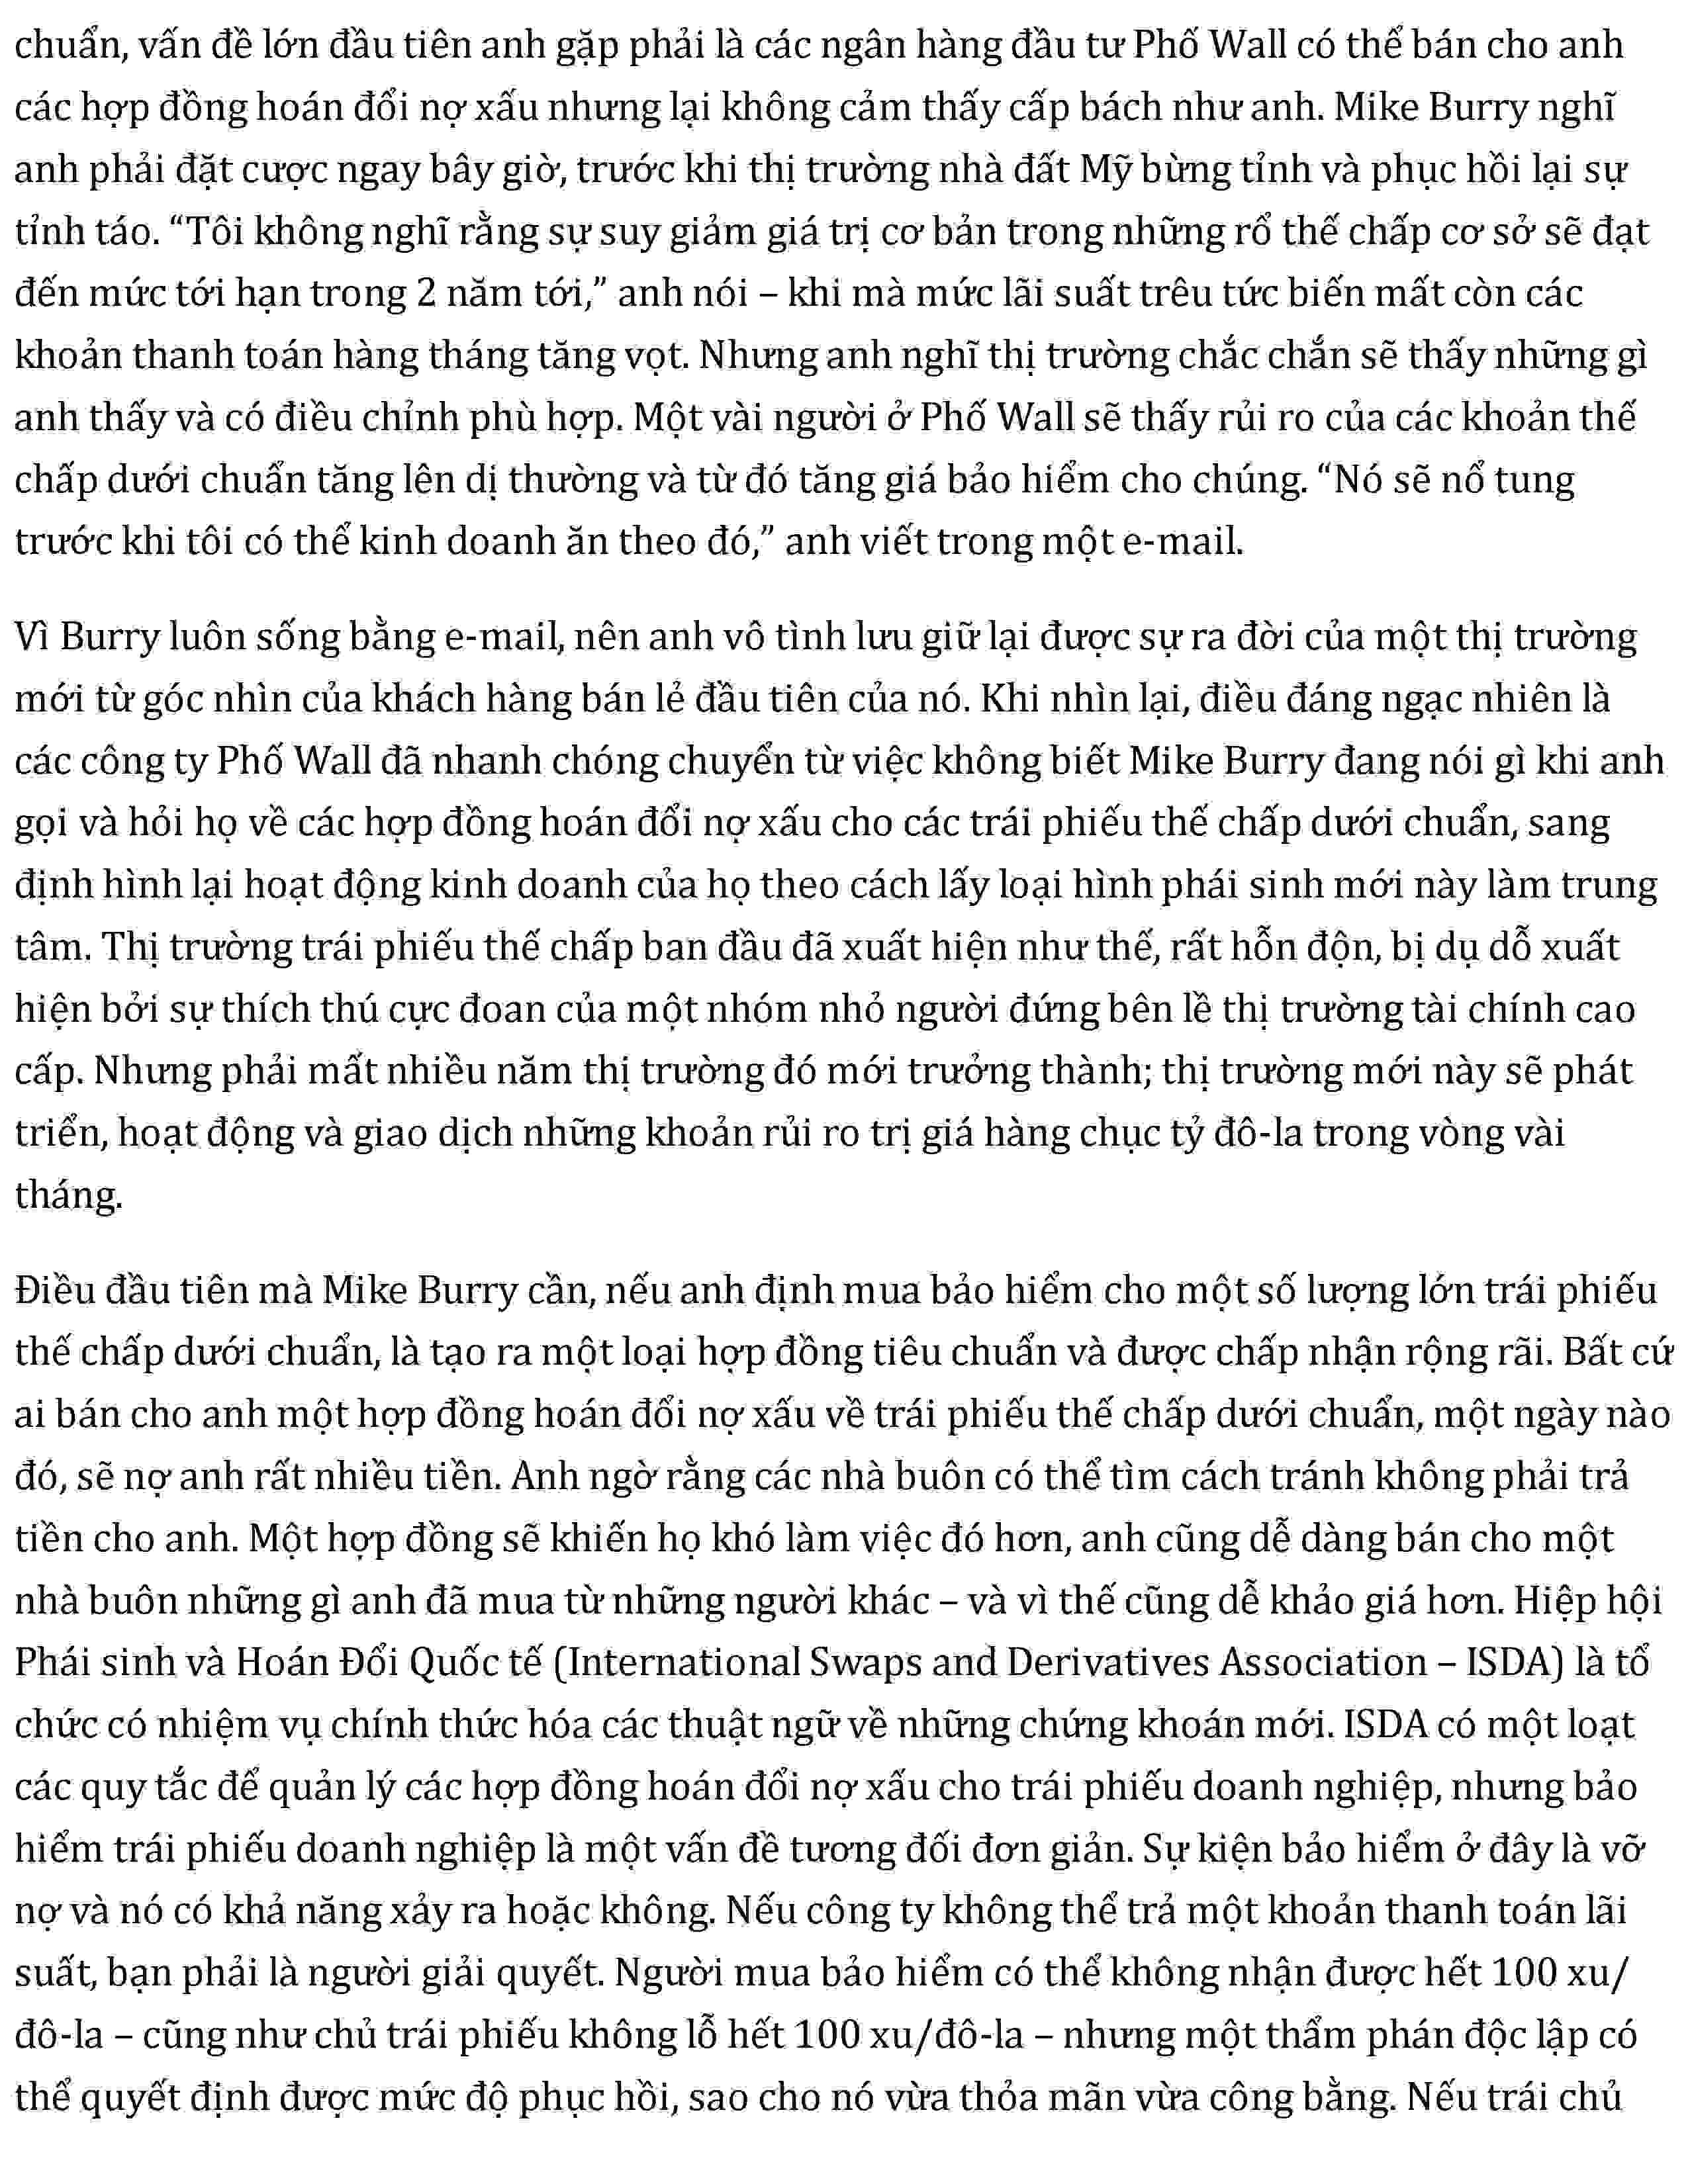 chuẩn, vấn đề lớn đầu tiên anh gặp phải là các ngân hàng đầu tư Phố Wall có thể bán cho anh
các hợp đồng hoán đổi nợ xấu nhưng lại không cảm thấy cấp bách như anh. Mike Burry nghĩ
anh phải đặt cược ngay bây giờ, trước khi thị trường nhà đất Mỹ bừng tỉnh và phục hồi lại sự
tỉnh táo. “Tôi không nghĩ rằng sự suy giảm giá trị cơ bản trong những rổ thế chấp cơ sở sẽ đạt
đến mức tới hạn trong 2 năm tới,” anh nói – khi mà mức lãi suất trêu tức biến mất còn các
khoản thanh toán hàng tháng tăng vọt. Nhưng anh nghĩ thị trường chắc chắn sẽ thấy những gì
anh thấy và có điều chỉnh phù hợp. Một vài người ở Phố Wall sẽ thấy rủi ro của các khoản thế
chấp dưới chuẩn tăng lên dị thường và từ đó tăng giá bảo hiểm cho chúng. “Nó sẽ nổ tung
trước khi tôi có thể kinh doanh ăn theo đó,” anh viết trong một e-mail.
Vì Burry luôn sống bằng e-mail, nên anh vô tình lưu giữ lại được sự ra đời của một thị trường
mới từ góc nhìn của khách hàng bán lẻ đầu tiên của nó. Khi nhìn lại, điều đáng ngạc nhiên là
các công ty Phố Wall đã nhanh chóng chuyển từ việc không biết Mike Burry đang nói gì khi anh
gọi và hỏi họ về các hợp đồng hoán đổi nợ xấu cho các trái phiếu thế chấp dưới chuẩn, sang
định hình lại hoạt động kinh doanh của họ theo cách lấy loại hình phái sinh mới này làm trung
tâm. Thị trường trái phiếu thế chấp ban đầu đã xuất hiện như thế, rất hỗn độn, bị dụ dỗ xuất
hiện bởi sự thích thú cực đoan của một nhóm nhỏ người đứng bên lề thị trường tài chính cao
cấp. Nhưng phải mất nhiều năm thị trường đó mới trưởng thành; thị trường mới này sẽ phát
triển, hoạt động và giao dịch những khoản rủi ro trị giá hàng chục tỷ đô-la trong vòng vài
tháng.
Điều đầu tiên mà Mike Burry cần, nếu anh định mua bảo hiểm cho một số lượng lớn trái phiếu
thế chấp dưới chuẩn, là tạo ra một loại hợp đồng tiêu chuẩn và được chấp nhận rộng rãi. Bất cứ
ai bán cho anh một hợp đồng hoán đổi nợ xấu về trái phiếu thế chấp dưới chuẩn, một ngày nào
đó, sẽ nợ anh rất nhiều tiền. Anh ngờ rằng các nhà buôn có thể tìm cách tránh không phải trả
tiền cho anh. Một hợp đồng sẽ khiến họ khó làm việc đó hơn, anh cũng dễ dàng bán cho một
nhà buôn những gì anh đã mua từ những người khác – và vì thế cũng dễ khảo giá hơn. Hiệp hội
Phái sinh và Hoán Đổi Quốc tế (International Swaps and Derivatives Association – ISDA) là tổ
chức có nhiệm vụ chính thức hóa các thuật ngữ về những chứng khoán mới. ISDA có một loạt
các quy tắc để quản lý các hợp đồng hoán đổi nợ xấu cho trái phiếu doanh nghiệp, nhưng bảo
hiểm trái phiếu doanh nghiệp là một vấn đề tương đối đơn giản. Sự kiện bảo hiểm ở đây là vỡ
nợ và nó có khả năng xảy ra hoặc không. Nếu công ty không thể trả một khoản thanh toán lãi
suất, bạn phải là người giải quyết. Người mua bảo hiểm có thể không nhận được hết 100 xu/
đô-la – cũng như chủ trái phiếu không lỗ hết 100 xu/đô-la – nhưng một thẩm phán độc lập có
thể quyết định được mức độ phục hồi, sao cho nó vừa thỏa mãn vừa công bằng. Nếu trái chủ